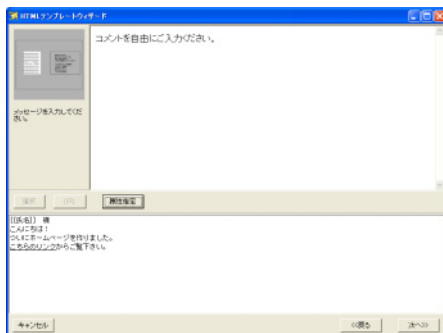 HTMLテンプレートウィザード
コメントを自由にご入力ください。
メッセージを入力してくだ
さい。
選択
属性指定
[[氏名]] 様
こんにちは！
ついにホームページを作りました。
こちらのリンクからご覧下さい。
キャンセル
<<戻る
次へ>>